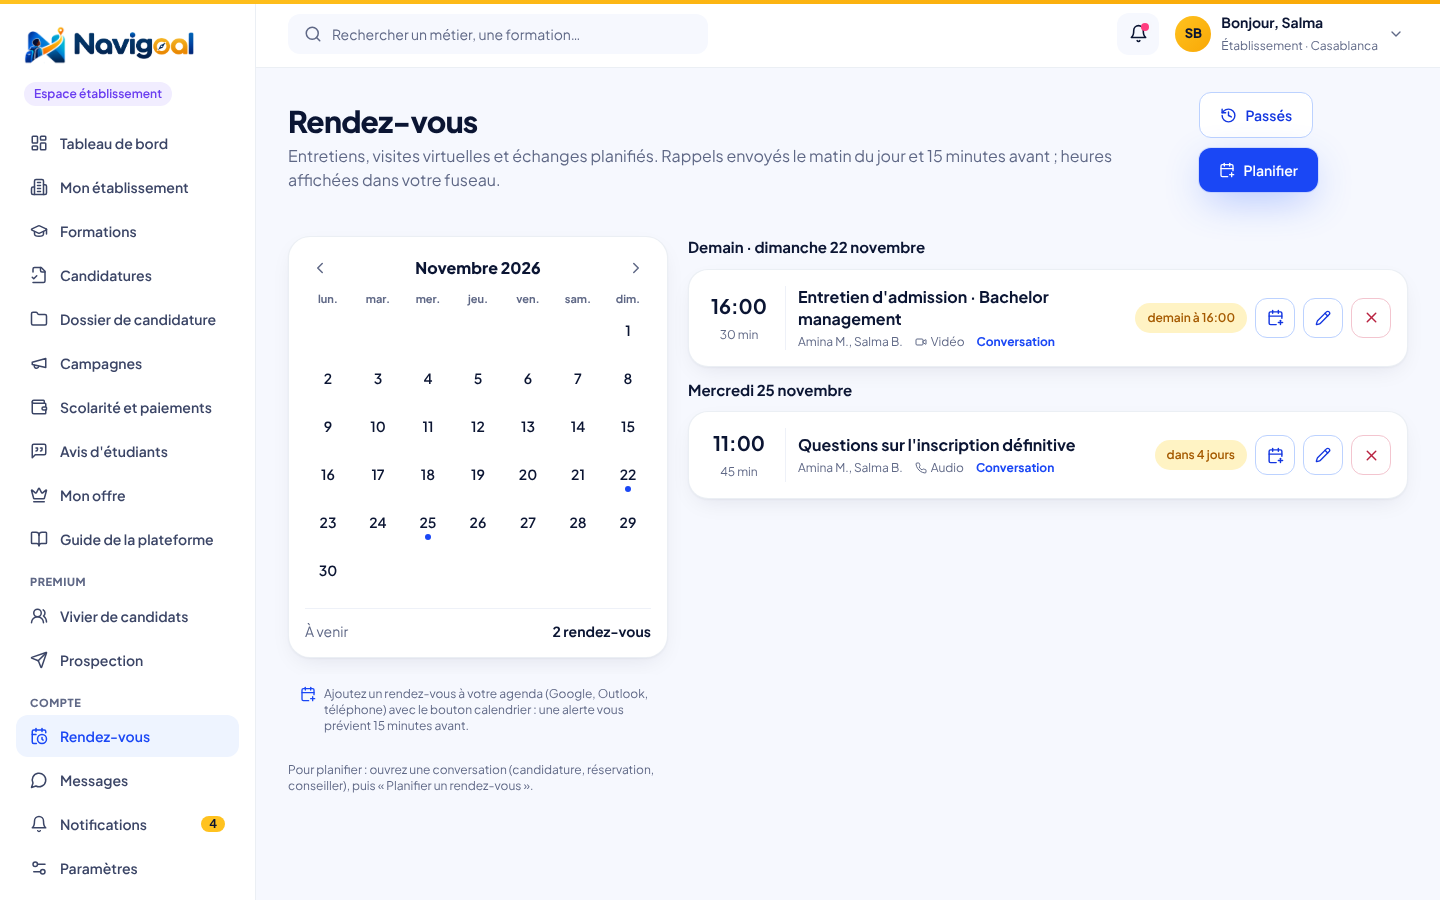 Navigoal
Espace établissement
Tableau de bord
Mon établissement
Formations
Candidatures
Dossier de candidature
Campagnes
Scolarité et paiements
Avis d'étudiants
Mon offre
Guide de la plateforme
PREMIUM
Vivier de candidats
Prospection
COMPTE
Rendez-vous
Messages
Notifications 4
Paramètres
Rechercher un métier, une formation...
SB
Bonjour, Salma
Établissement · Casablanca
Rendez-vous
Entretiens, visites virtuelles et échanges planifiés. Rappels envoyés le matin du jour et 15 minutes avant ; heures
affichées dans votre fuseau.
Passés
Planifier
Novembre 2026
lun. mar. mer. jeu. ven. sam. dim.
1
2 3 4 5 6 7 8
9 10 11 12 13 14 15
16 17 18 19 20 21 22
23 24 25 26 27 28 29
30
À venir 2 rendez-vous
Ajoutez un rendez-vous à votre agenda (Google, Outlook,
téléphone) avec le bouton calendrier : une alerte vous
prévient 15 minutes avant.
Pour planifier : ouvrez une conversation (candidature, réservation,
conseiller), puis « Planifier un rendez-vous ».
Demain · dimanche 22 novembre
16:00
30 min
Entretien d'admission · Bachelor
management
Amina M., Salma B. Vidéo Conversation
demain à 16:00
Mercredi 25 novembre
11:00
45 min
Questions sur l'inscription définitive
Amina M., Salma B. Audio Conversation
dans 4 jours